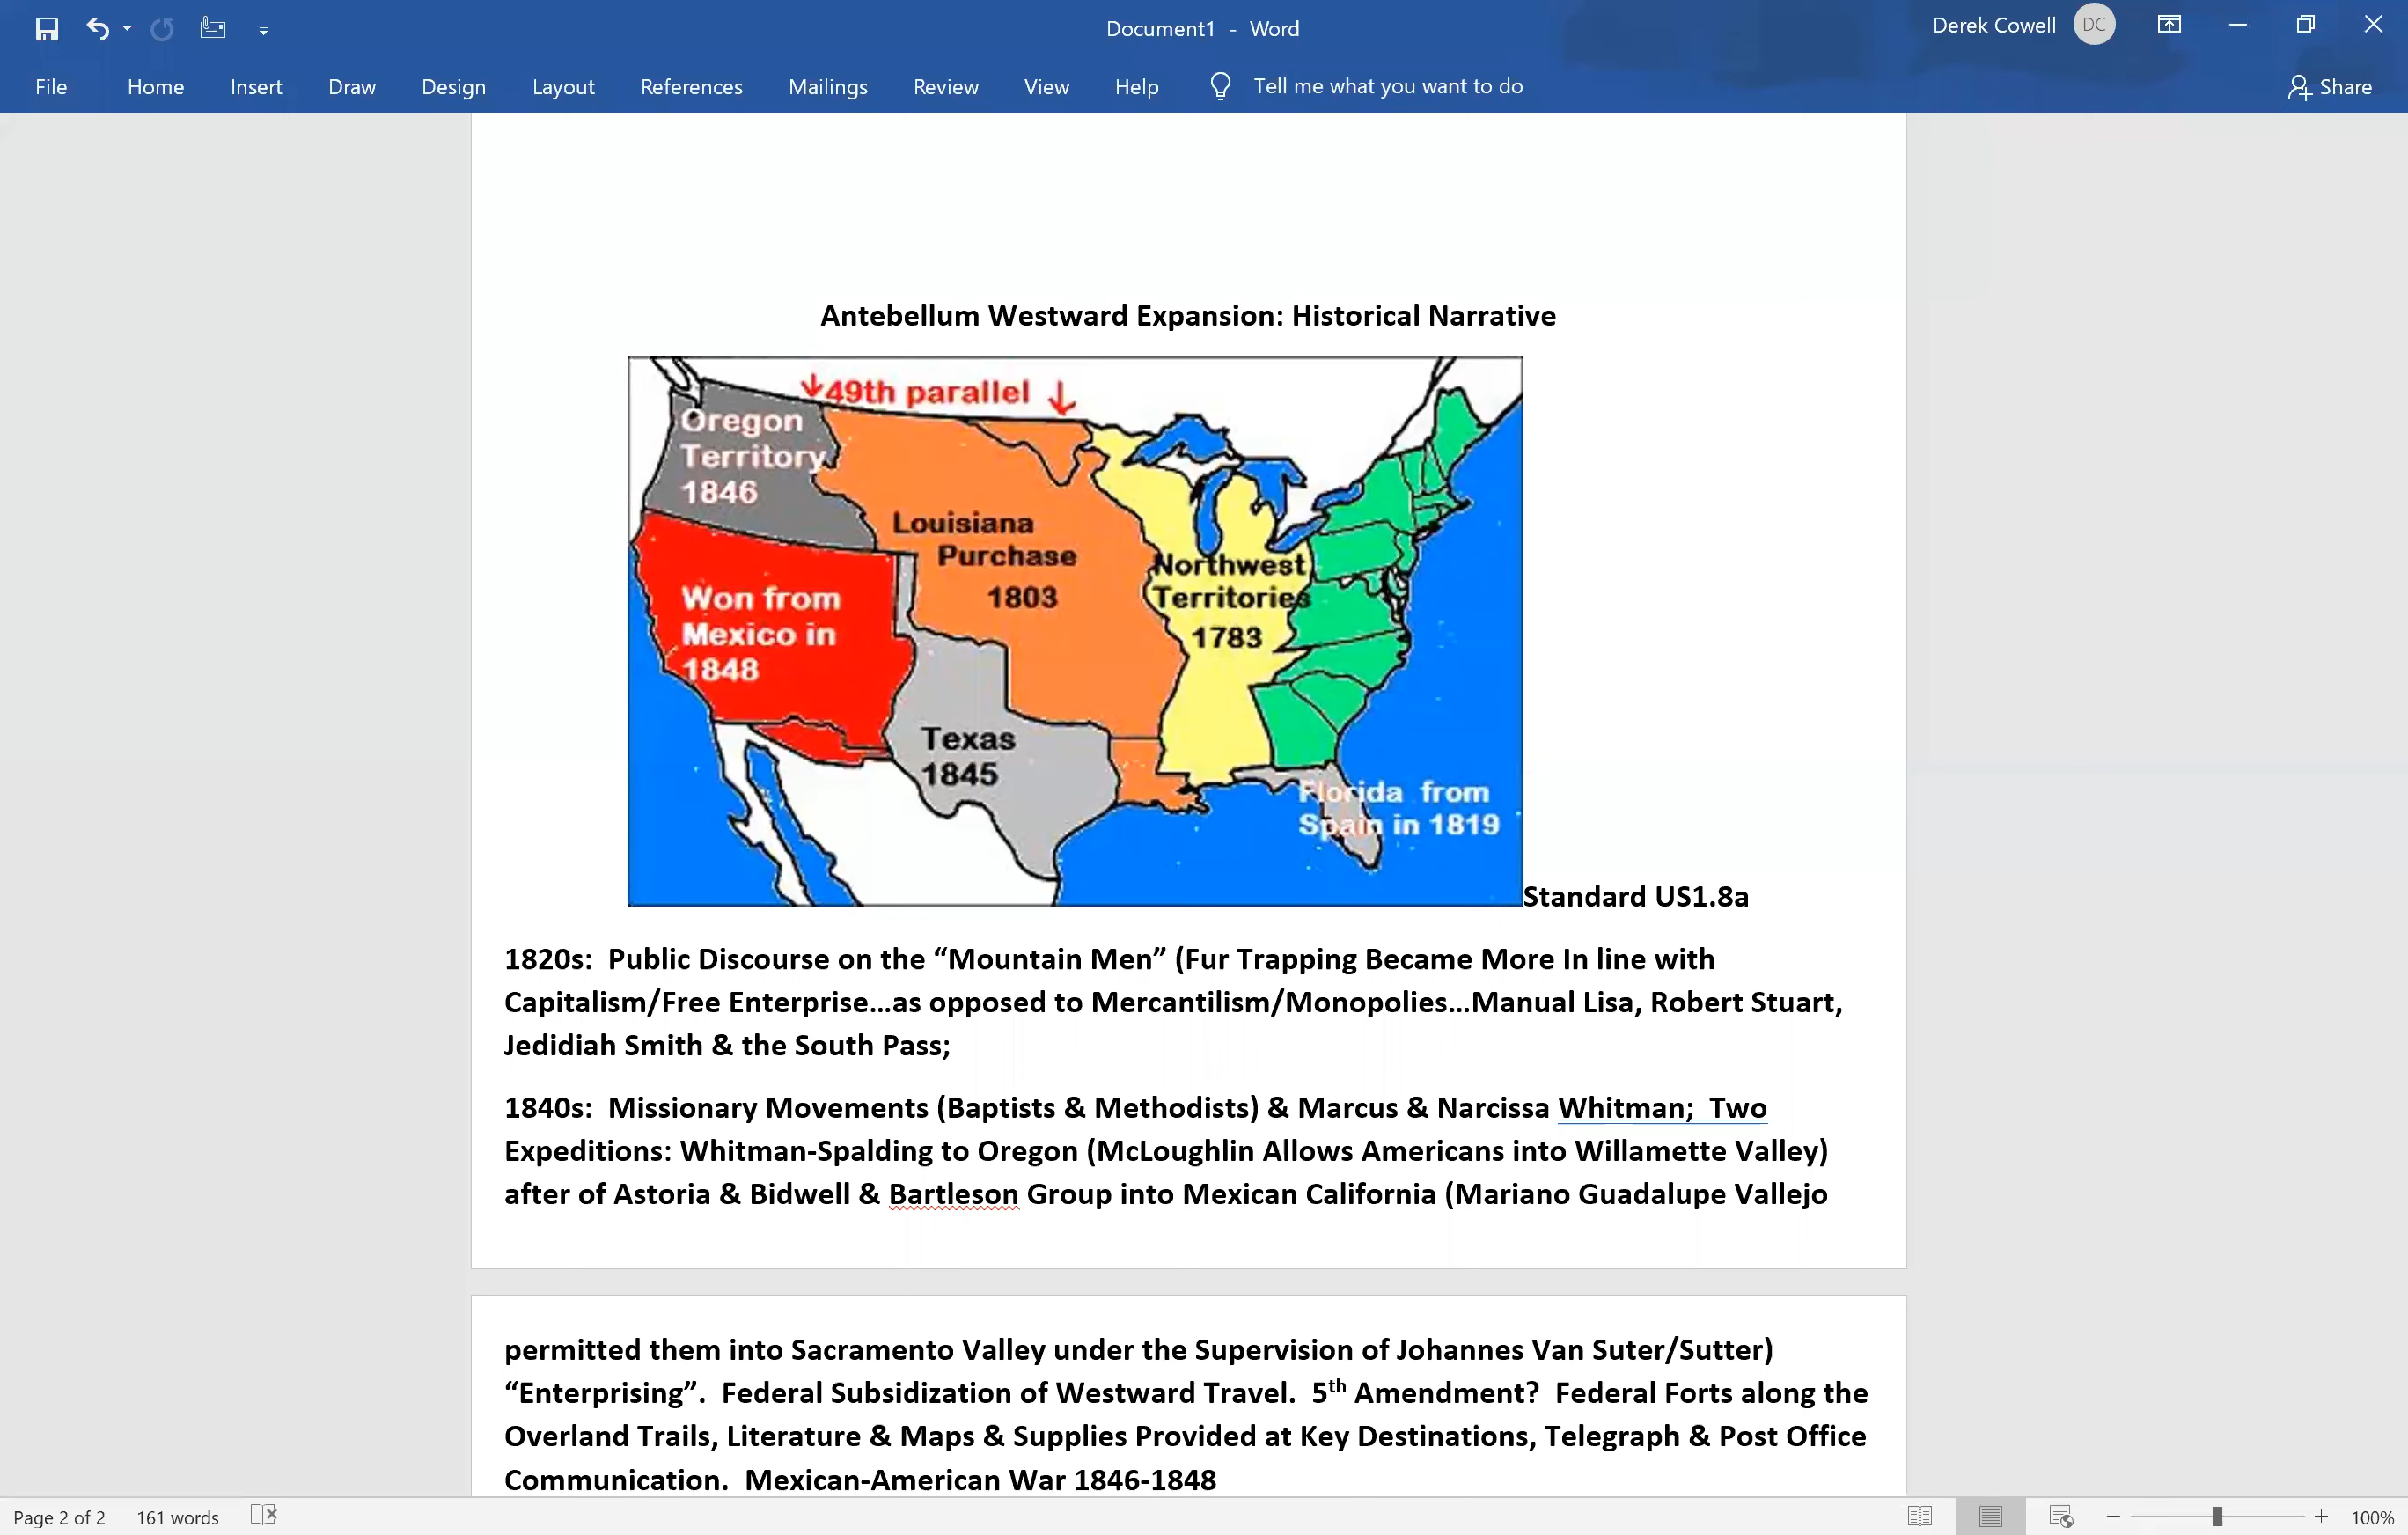 Document1 - Word
Derek Cowell
DC
File Home Insert Draw Design Layout References Mailings Review View Help Tell me what you want to do Share
Antebellum Westward Expansion: Historical Narrative
49th parallel
Oregon
Territory
1846
Louisiana
Purchase
1803
Northwest
Territories
1783
Won from
Mexico in
1848
Texas
1845
Florida from
Spain in 1819
Standard US1.8a
1820s:  Public Discourse on the “Mountain Men” (Fur Trapping Became More In line with
Capitalism/Free Enterprise…as opposed to Mercantilism/Monopolies…Manual Lisa, Robert Stuart,
Jedidiah Smith & the South Pass;
1840s:  Missionary Movements (Baptists & Methodists) & Marcus & Narcissa Whitman;  Two
Expeditions: Whitman-Spalding to Oregon (McLoughlin Allows Americans into Willamette Valley)
after of Astoria & Bidwell & Bartleson Group into Mexican California (Mariano Guadalupe Vallejo
permitted them into Sacramento Valley under the Supervision of Johannes Van Suter/Sutter)
“Enterprising”.  Federal Subsidization of Westward Travel.  5th Amendment?  Federal Forts along the
Overland Trails, Literature & Maps & Supplies Provided at Key Destinations, Telegraph & Post Office
Communication.  Mexican-American War 1846-1848
Page 2 of 2 161 words 100%